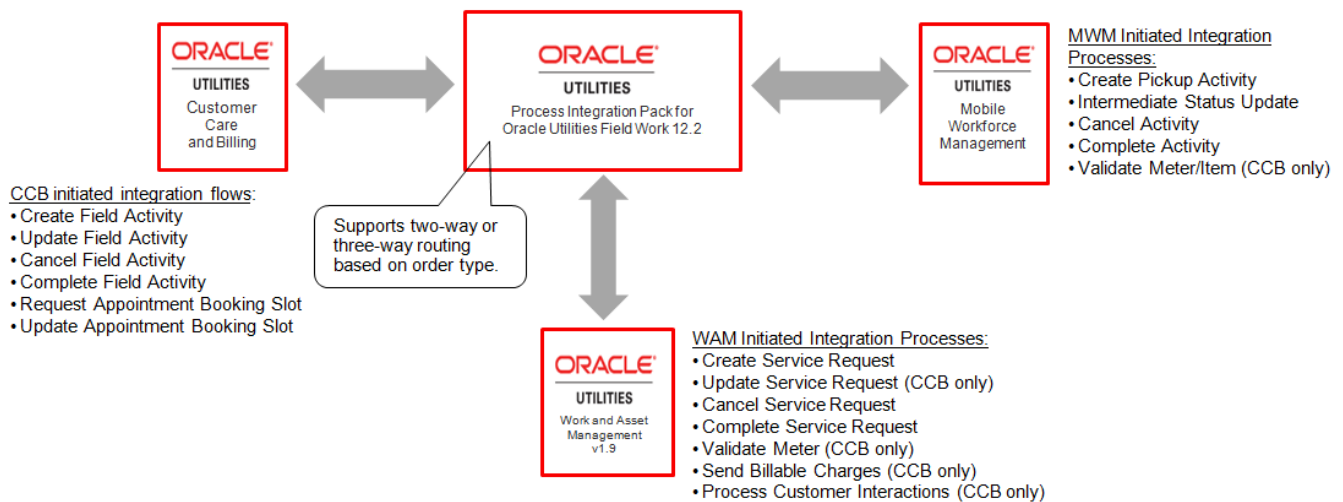 ORACLE®
UTILITIES
Customer
Care
and Billing
ORACLE®
UTILITIES
Process Integration Pack for
Oracle Utilities Field Work 12.2
ORACLE®
UTILITIES
Mobile
Workforce
Management
MWM Initiated Integration
Processes:
• Create Pickup Activity
• Intermediate Status Update
• Cancel Activity
• Complete Activity
• Validate Meter/Item (CCB only)
CCB initiated integration flows:
• Create Field Activity
• Update Field Activity
• Cancel Field Activity
• Complete Field Activity
• Request Appointment Booking Slot
• Update Appointment Booking Slot
Supports two-way or
three-way routing
based on order type.
ORACLE®
UTILITIES
Work and Asset
Management
v1.9
WAM Initiated Integration Processes:
• Create Service Request
• Update Service Request (CCB only)
• Cancel Service Request
• Complete Service Request
• Validate Meter (CCB only)
• Send Billable Charges (CCB only)
• Process Customer Interactions (CCB only)